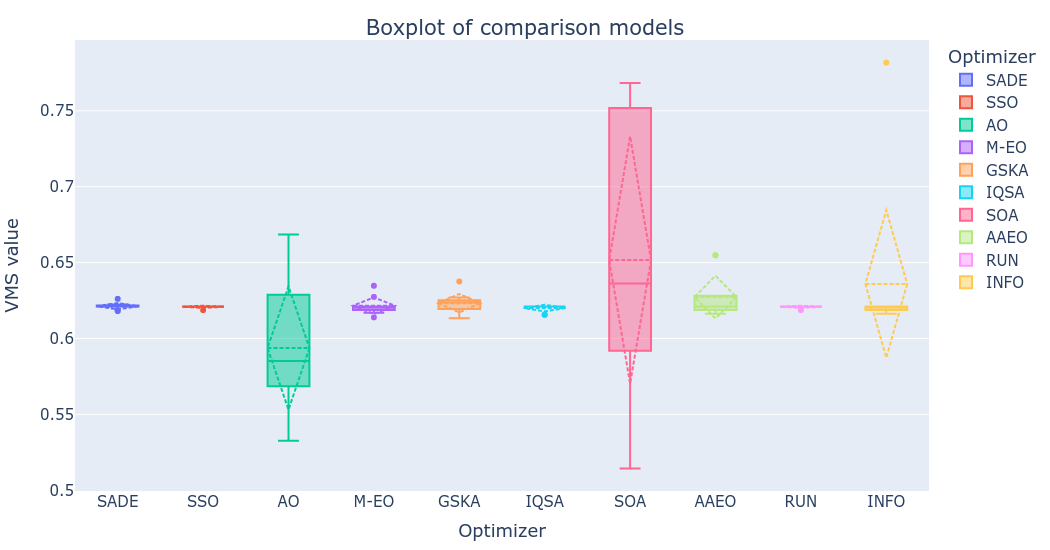 Boxplot of comparison models
VMS value
0.75
0.7
0.65
0.6
0.55
0.5
SADE SSO AO M-EO GSKA IQSA SOA AAEO RUN INFO
Optimizer
Optimizer
SADE
SSO
AO
M-EO
GSKA
IQSA
SOA
AAEO
RUN
INFO